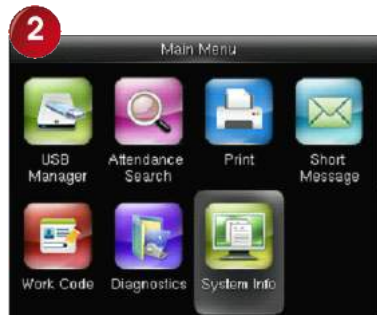 2
Main Menu
USB Manager
Attendance Search
Print
Short Message
Work Code
Diagnostics
System Info